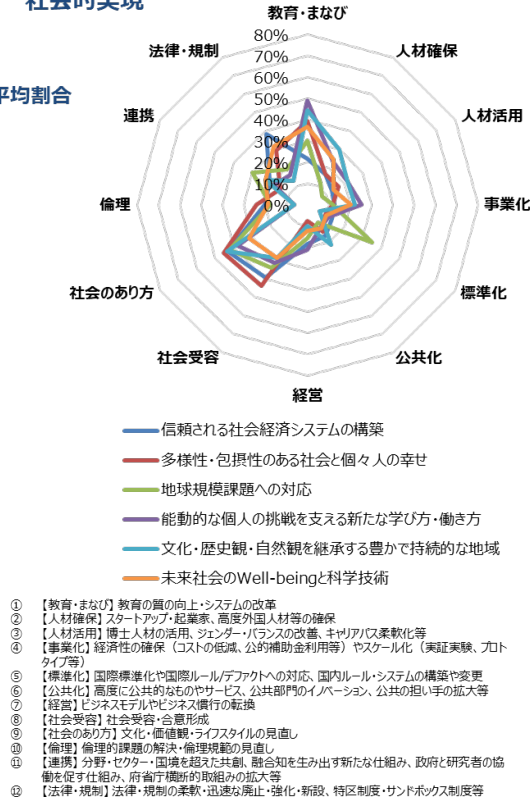 社会的実現
平均割合
教育・まなび
人材確保
人材活用
事業化
標準化
公共化
経営
社会受容
社会のあり方
倫理
連携
法律・規制
80%
70%
60%
50%
40%
30%
20%
10%
0%
信頼される社会経済システムの構築
多様性・包摂性のある社会と個々人の幸せ
地球規模課題への対応
能動的な個人の挑戦を支える新たな学び方・働き方
文化・歴史観・自然観を継承する豊かで持続的な地域
未来社会のWell-beingと科学技術
① 【教育・まなび】 教育の質の向上・システムの改革
② 【人材確保】 スタートアップ・起業家、高度外国人材等の確保
③ 【人材活用】 博士人材の活用、ジェンダー・バランスの改善、キャリアパス柔軟化等
④ 【事業化】 経済性の確保（コストの低減、公的補助金利用等）やスケール化（実証実験、プロト
タイプ等）
⑤ 【標準化】 国際標準化や国際ルール/デファクトへの対応、国内ルール・システムの構築や変更
⑥ 【公共化】 高度に公共的なものやサービス、公共部門のイノベーション、公共の担い手の拡大等
⑦ 【経営】 ビジネスモデルやビジネス慣行の転換
⑧ 【社会受容】 社会受容・合意形成
⑨ 【社会のあり方】 文化・価値観・ライフスタイルの見直し
⑩ 【倫理】 倫理的課題の解決・倫理規範の見直し
⑪ 【連携】 分野・セクター・国境を超えた共創、融合知を生み出す新たな仕組み、政府と研究者の協
働を促す仕組み、府省庁横断的取組みの拡大等
⑫ 【法律・規制】 法律・規制の柔軟・迅速な廃止・強化・新設、特区制度・サンドボックス制度等